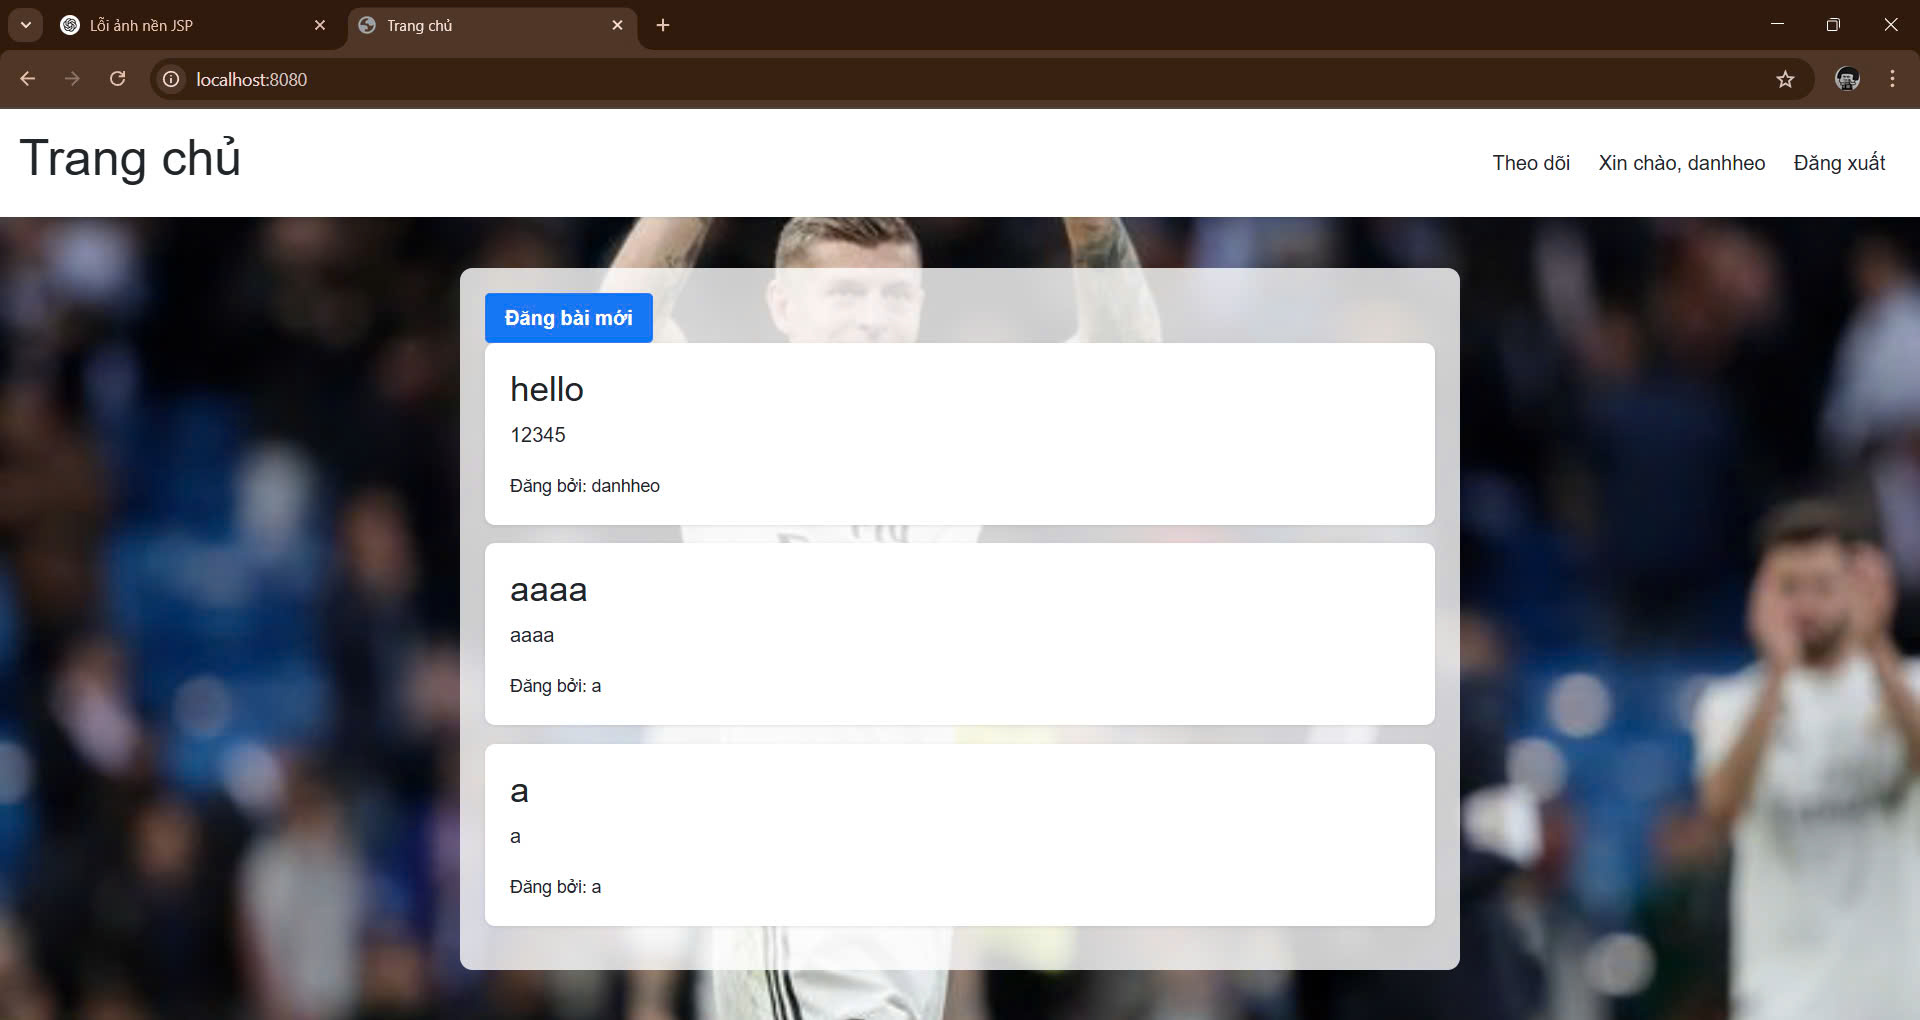 Lỗi ảnh nền JSP
Trang chủ
localhost:8080
Trang chủ
Theo dõi Xin chào, danhheo Đăng xuất
Đăng bài mới
hello
12345
Đăng bởi: danhheo
aaaa
aaaa
Đăng bởi: a
a
a
Đăng bởi: a